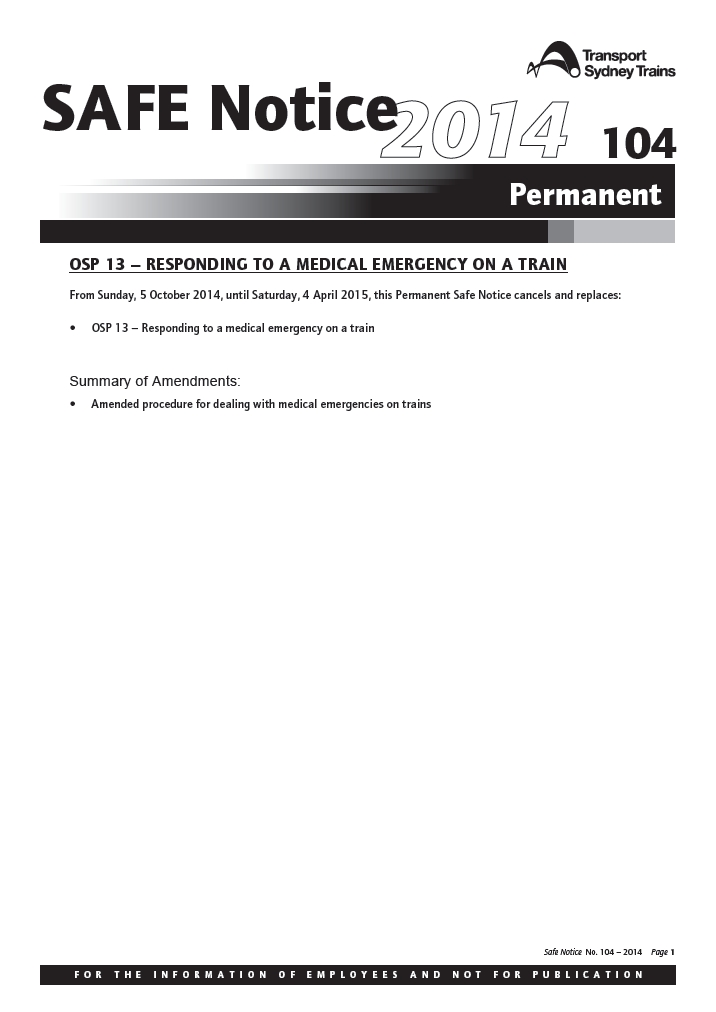 Transport
Sydney Trains
SAFE Notice 2014 104
Permanent
OSP 13 – RESPONDING TO A MEDICAL EMERGENCY ON A TRAIN
From Sunday, 5 October 2014, until Saturday, 4 April 2015, this Permanent Safe Notice cancels and replaces:
• OSP 13 – Responding to a medical emergency on a train
Summary of Amendments:
• Amended procedure for dealing with medical emergencies on trains
Safe Notice No. 104 – 2014 Page 1
FOR THE INFORMATION OF EMPLOYEES AND NOT FOR PUBLICATION